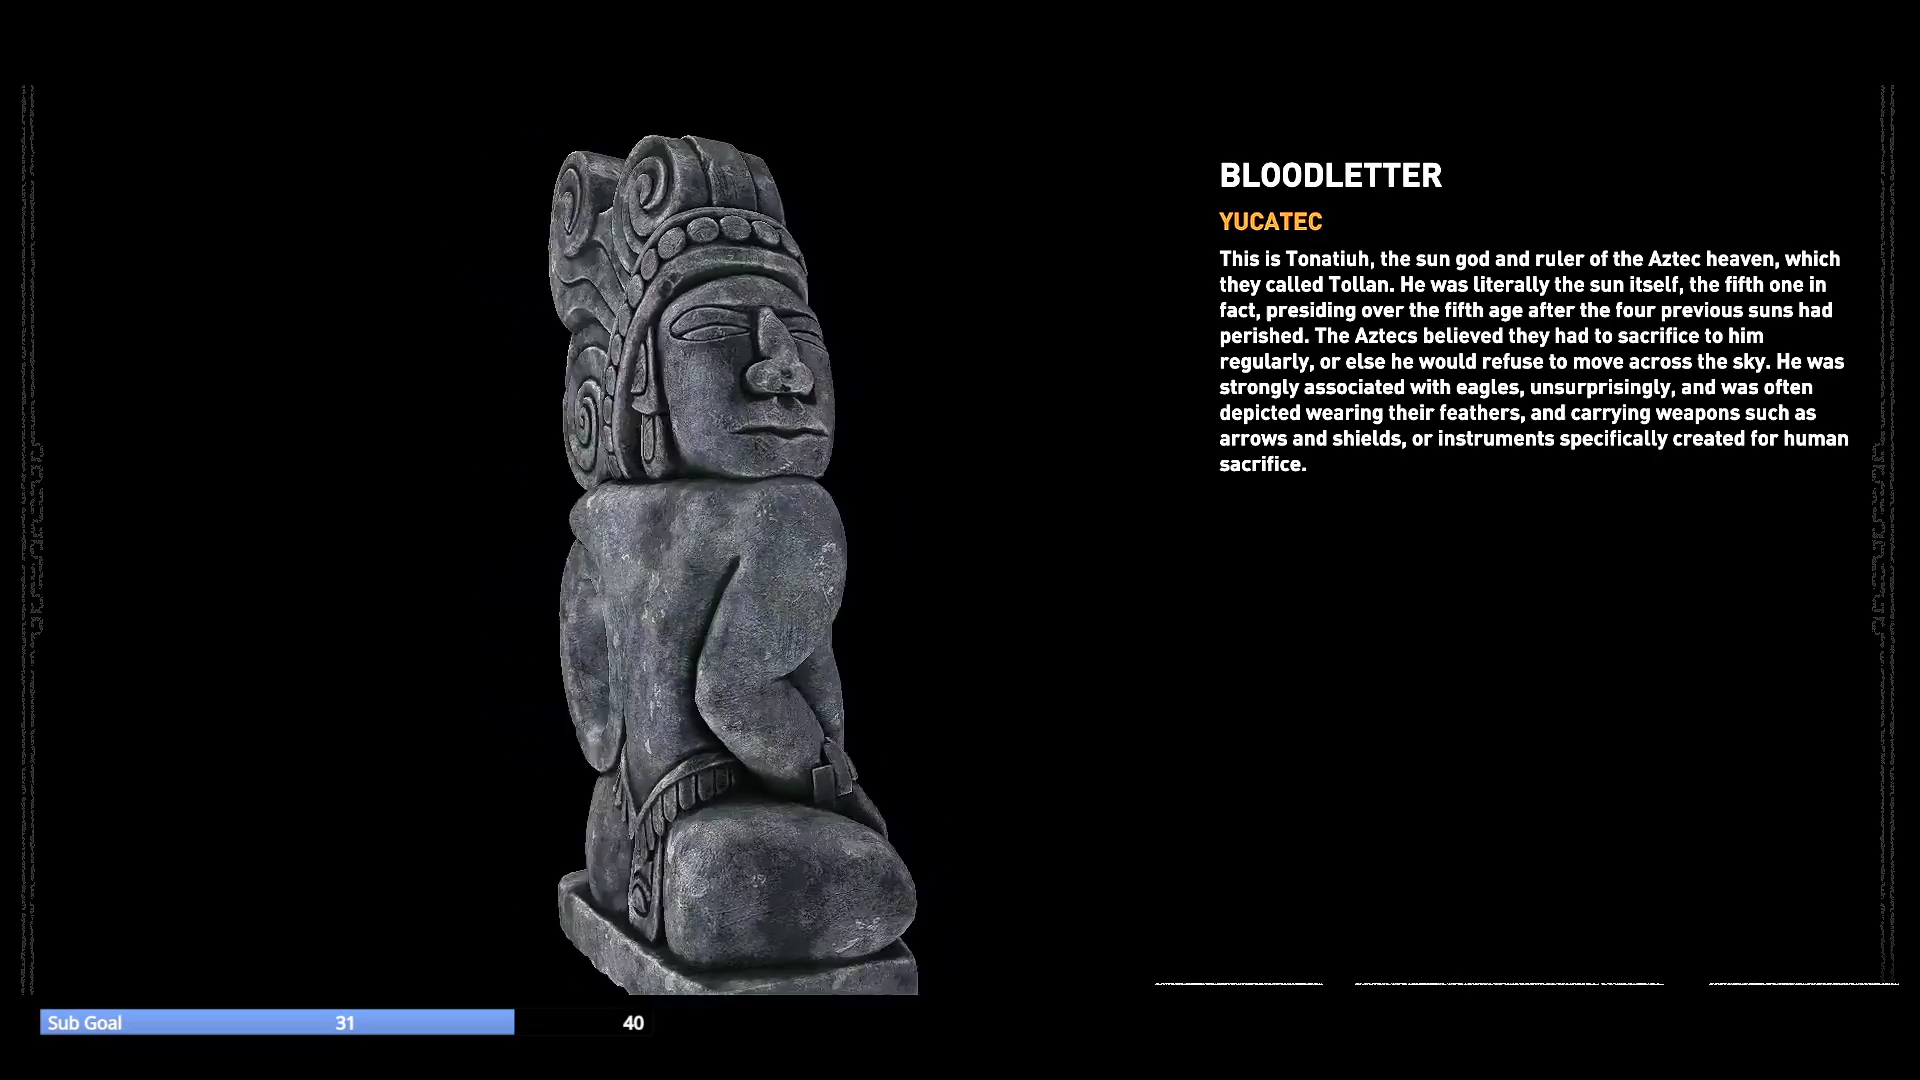 BLOODLETTER
YUCATEC
This is Tonatiuh, the sun god and ruler of the Aztec heaven, which
they called Tollan. He was literally the sun itself, the fifth one in
fact, presiding over the fifth age after the four previous suns had
perished. The Aztecs believed they had to sacrifice to him
regularly, or else he would refuse to move across the sky. He was
strongly associated with eagles, unsurprisingly, and was often
depicted wearing their feathers, and carrying weapons such as
arrows and shields, or instruments specifically created for human
sacrifice.
Sub Goal 31 40